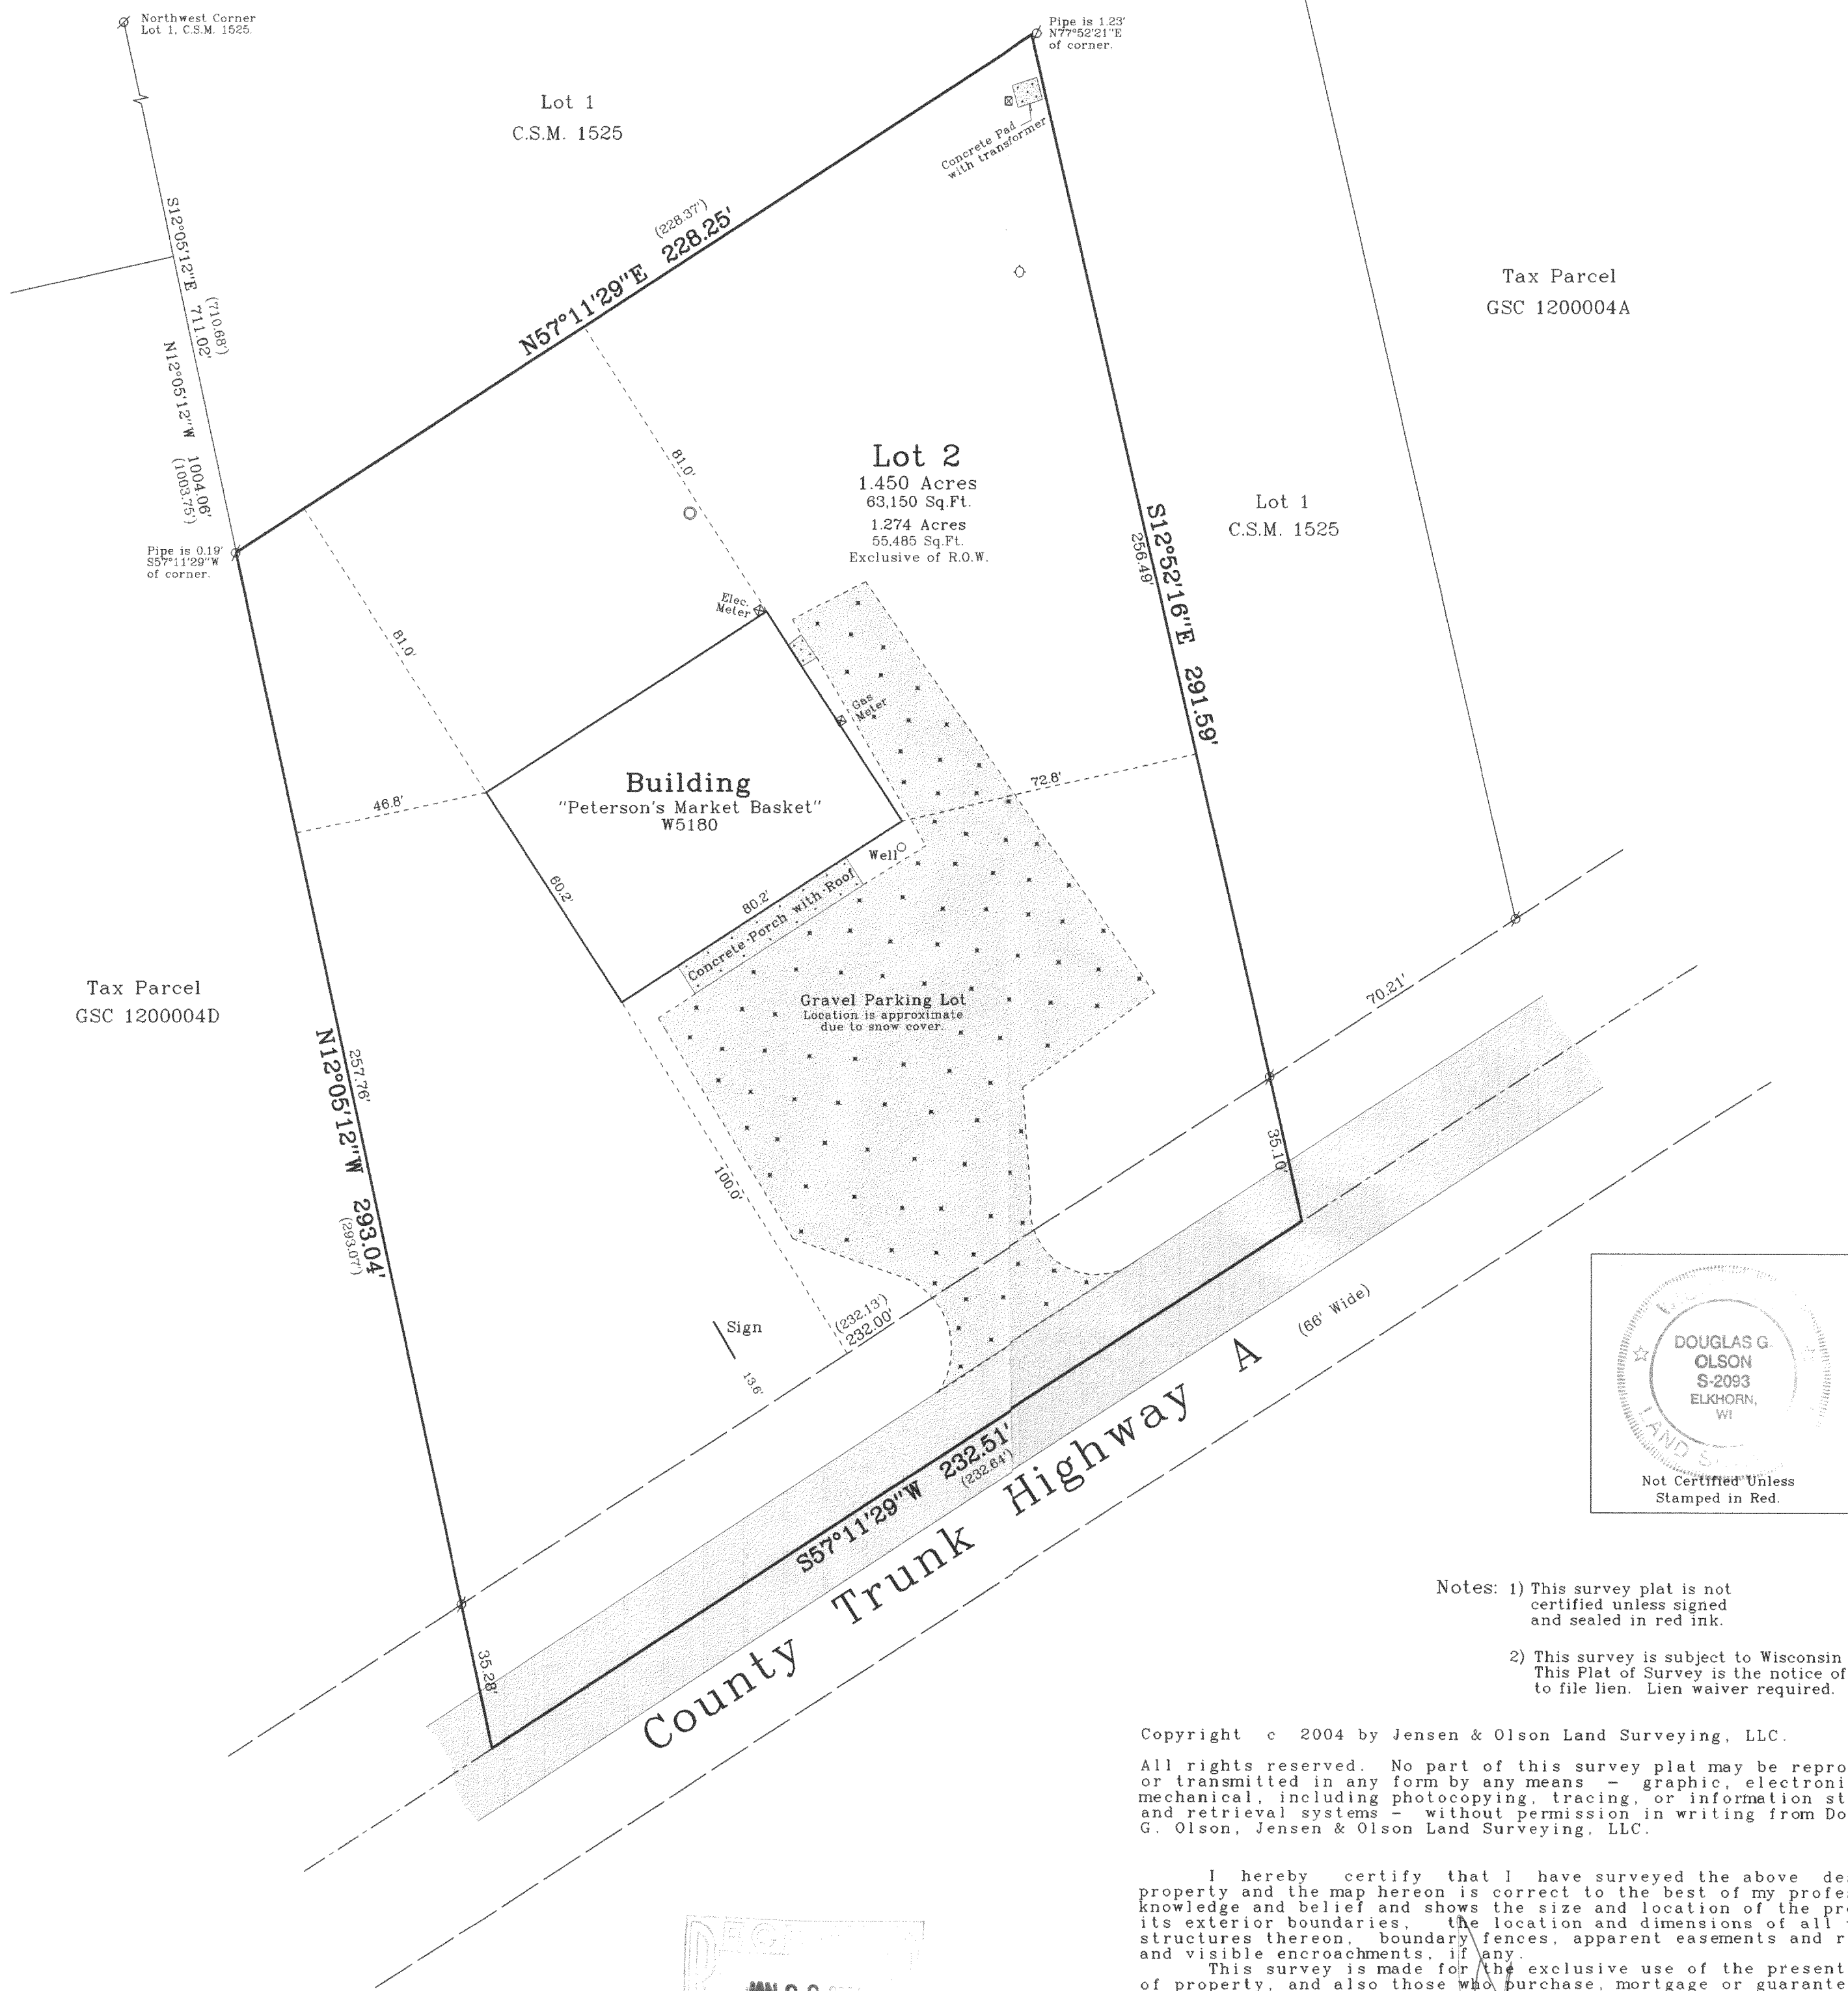 Northwest Corner
Lot 1, C.S.M. 1525.
Pipe is 1.23'
N77°52'21"E
of corner.
Lot 1
C.S.M. 1525
Concrete Pad
with transformer
S12°05'12"E 711.02'
(710.68')
N12°05'12"W 1004.06'
(1003.75')
(228.37')
N57°11'29"E 228.25'
Tax Parcel
GSC 1200004A
81.0'
Lot 2
1.450 Acres
63,150 Sq.Ft.
1.274 Acres
55,485 Sq.Ft.
Exclusive of R.O.W.
Lot 1
C.S.M. 1525
S12°52'16"E 291.59'
256.49'
Pipe is 0.19'
S57°11'29"W
of corner.
Elec.
Meter
81.0'
Gas
Meter
46.8'
72.8'
Building
"Peterson's Market Basket"
W5180
Well
60.2'
80.2'
Concrete Porch with Roof
Tax Parcel
GSC 1200004D
Gravel Parking Lot
Location is approximate
due to snow cover.
70.21'
257.76'
N12°05'12"W 293.04'
(293.07')
100.0'
35.10'
Sign
13.6'
(232.13')
232.00'
(66' Wide)
S57°11'29"W 232.51'
(232.64')
County Trunk Highway A
35.28'
DOUGLAS G.
OLSON
S-2093
ELKHORN,
WI
LAND S
Not Certified Unless
Stamped in Red.
Notes: 1) This survey plat is not
certified unless signed
and sealed in red ink.
2) This survey is subject to Wisconsin
This Plat of Survey is the notice of
to file lien. Lien waiver required.
Copyright c 2004 by Jensen & Olson Land Surveying, LLC.
All rights reserved. No part of this survey plat may be repro
or transmitted in any form by any means - graphic, electroni
mechanical, including photocopying, tracing, or information st
and retrieval systems - without permission in writing from Do
G. Olson, Jensen & Olson Land Surveying, LLC.
I hereby certify that I have surveyed the above de
property and the map hereon is correct to the best of my profe
knowledge and belief and shows the size and location of the pr
its exterior boundaries, the location and dimensions of all
structures thereon, boundary fences, apparent easements and r
and visible encroachments, if any.
This survey is made for the exclusive use of the present
of property, and also those who purchase, mortgage or guarante
JAN